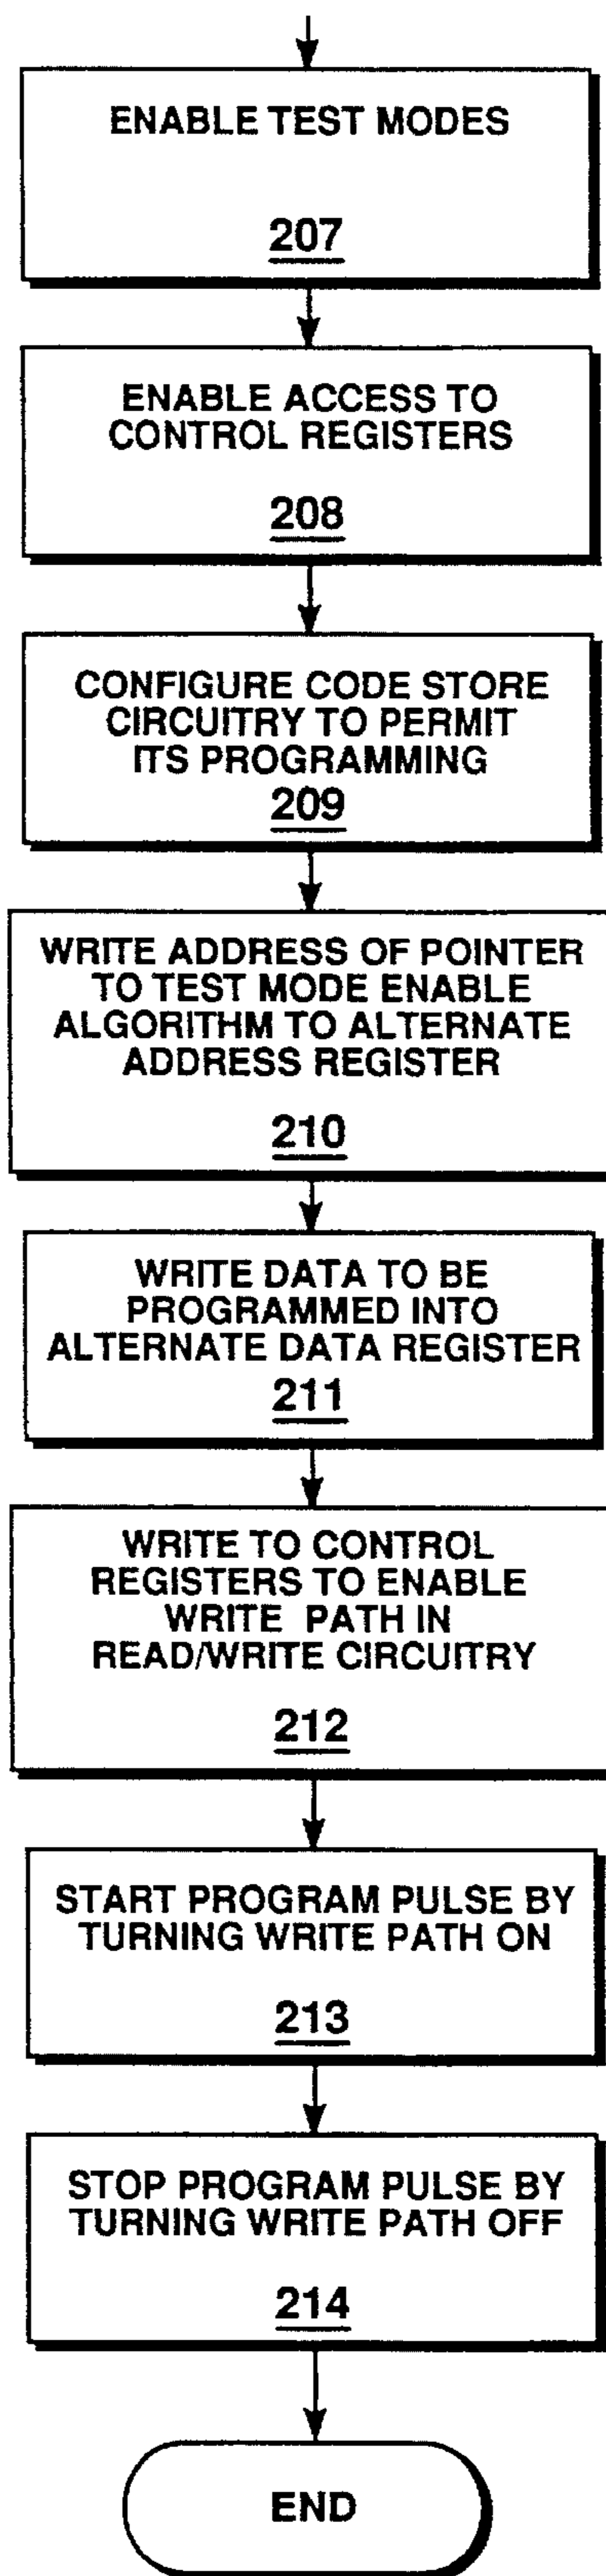 ENABLE TEST MODES
207
ENABLE ACCESS TO
CONTROL REGISTERS
208
CONFIGURE CODE STORE
CIRCUITRY TO PERMIT
ITS PROGRAMMING
209
WRITE ADDRESS OF POINTER
TO TEST MODE ENABLE
ALGORITHM TO ALTERNATE
ADDRESS REGISTER
210
WRITE DATA TO BE
PROGRAMMED INTO
ALTERNATE DATA REGISTER
211
WRITE TO CONTROL
REGISTERS TO ENABLE
WRITE PATH IN
READ/WRITE CIRCUITRY
212
START PROGRAM PULSE BY
TURNING WRITE PATH ON
213
STOP PROGRAM PULSE BY
TURNING WRITE PATH OFF
214
END